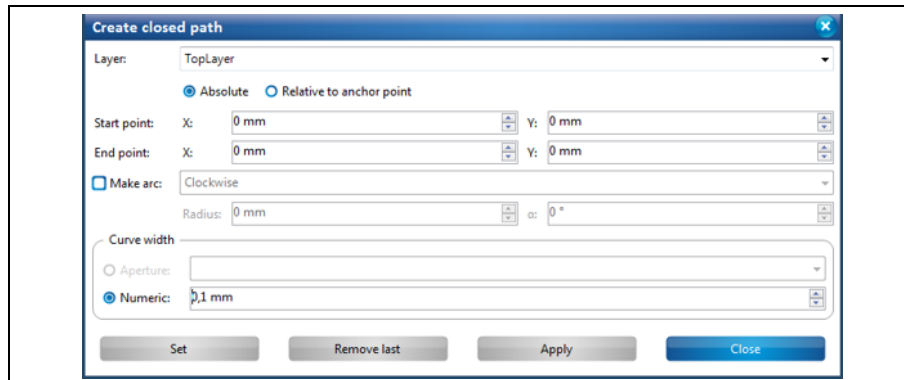 Create closed path
Layer: TopLayer
Absolute Relative to anchor point
Start point: X: 0 mm Y: 0 mm
End point: X: 0 mm Y: 0 mm
Make arc: Clockwise
Radius: 0 mm α: 0 °
Curve width
Aperture:
Numeric: 0,1 mm
Set Remove last Apply Close